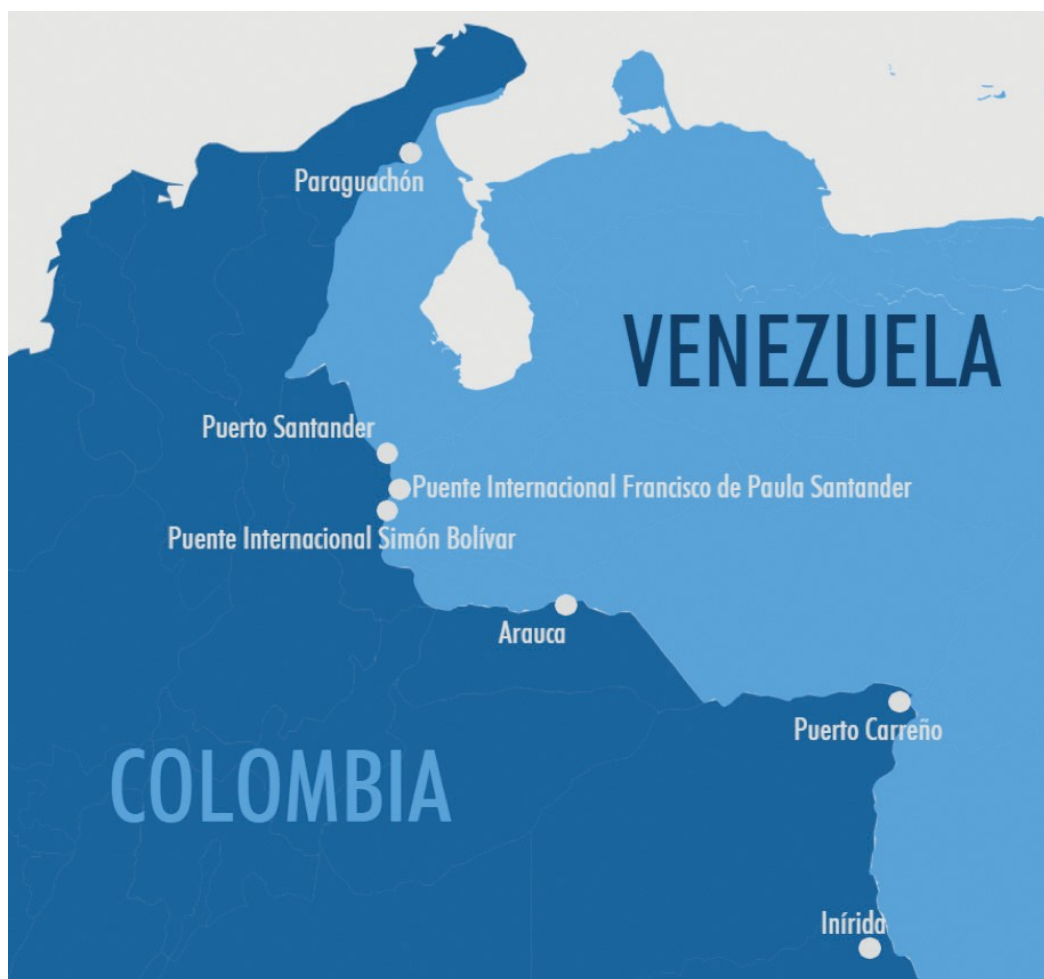 Paraguachón
VENEZUELA
Puerto Santander
Puente Internacional Francisco de Paula Santander
Puente Internacional Simón Bolívar
Arauca
Puerto Carreño
COLOMBIA
Inírida